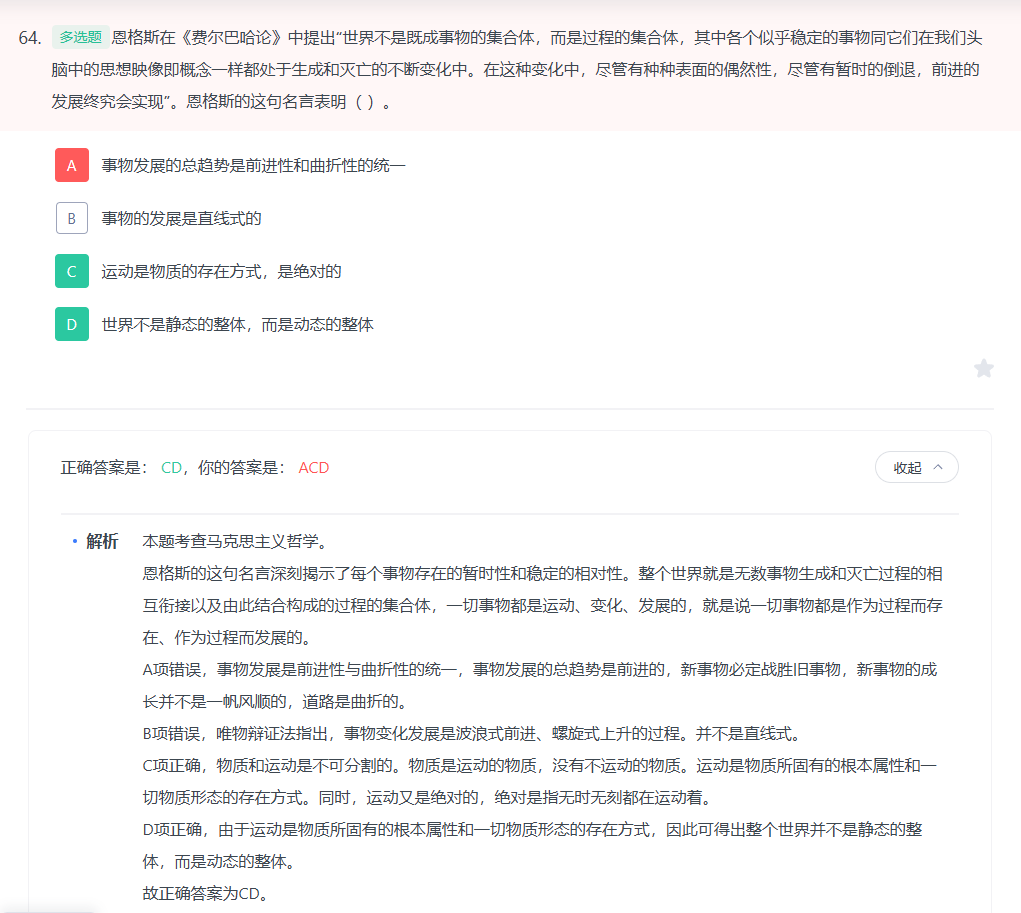 64. 多选题 恩格斯在《费尔巴哈论》中提出“世界不是既成事物的集合体，而是过程的集合体，其中各个似乎稳定的事物同它们在我们头
脑中的思想映像即概念一样都处于生成和灭亡的不断变化中。在这种变化中，尽管有种种表面的偶然性，尽管有暂时的倒退，前进的
发展终究会实现”。恩格斯的这句名言表明（ ）。
A 事物发展的总趋势是前进性和曲折性的统一
B 事物的发展是直线式的
C 运动是物质的存在方式，是绝对的
D 世界不是静态的整体，而是动态的整体
正确答案是： CD，你的答案是： ACD
收起
解析 本题考查马克思主义哲学。
恩格斯的这句名言深刻揭示了每个事物存在的暂时性和稳定的相对性。整个世界就是无数事物生成和灭亡过程的相
互衔接以及由此结合构成的过程的集合体，一切事物都是运动、变化、发展的，就是说一切事物都是作为过程而存
在、作为过程而发展的。
A项错误，事物发展是前进性与曲折性的统一，事物发展的总趋势是前进的，新事物必定战胜旧事物，新事物的成
长并不是一帆风顺的，道路是曲折的。
B项错误，唯物辩证法指出，事物变化发展是波浪式前进、螺旋式上升的过程。并不是直线式。
C项正确，物质和运动是不可分割的。物质是运动的物质，没有不运动的物质。运动是物质所固有的根本属性和一
切物质形态的存在方式。同时，运动又是绝对的，绝对是指无时无刻都在运动着。
D项正确，由于运动是物质所固有的根本属性和一切物质形态的存在方式，因此可得出整个世界并不是静态的整
体，而是动态的整体。
故正确答案为CD。